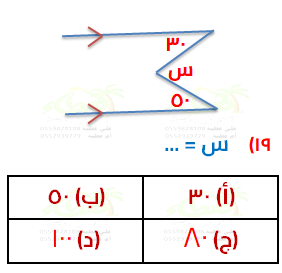 ٣٠
س
٥٠
١٩) س = ...
(أ) ٣٠ (ب) ٥٠
(ج) ٨٠ (د) ١٠٠